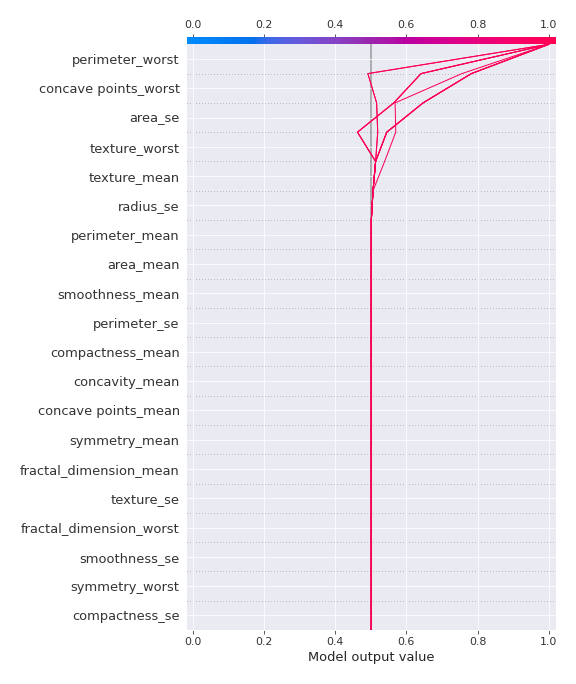 0.0 0.2 0.4 0.6 0.8 1.0
perimeter_worst
concave points_worst
area_se
texture_worst
texture_mean
radius_se
perimeter_mean
area_mean
smoothness_mean
perimeter_se
compactness_mean
concavity_mean
concave points_mean
symmetry_mean
fractal_dimension_mean
texture_se
fractal_dimension_worst
smoothness_se
symmetry_worst
compactness_se
0.0 0.2 0.4 0.6 0.8 1.0
Model output value